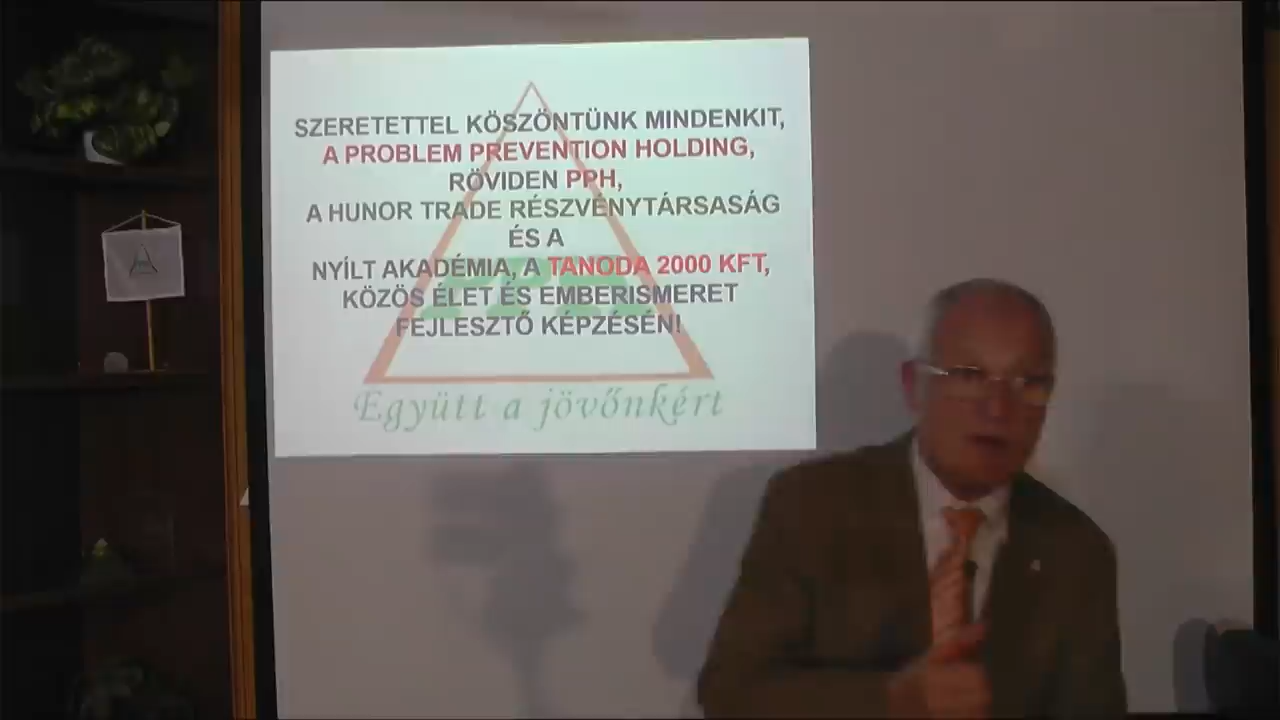 SZERETETTEL KÖSZÖNTÜNK MINDENKIT,
A PROBLEM PREVENTION HOLDING,
RÖVIDEN PPH,
A HUNOR TRADE RÉSZVÉNYTÁRSASÁG
ÉS A
NYÍLT AKADÉMIA, A TANODA 2000 KFT,
KÖZÖS ÉLET ÉS EMBERISMERET
FEJLESZTŐ KÉPZÉSÉN!
Együtt a jövőnkért